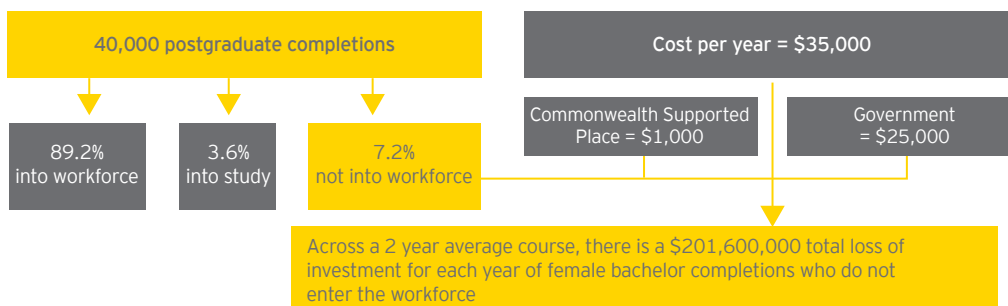 40,000 postgraduate completions
Cost per year = $35,000
89.2%
into workforce
3.6%
into study
7.2%
not into workforce
Commonwealth Supported
Place = $1,000
Government
= $25,000
Across a 2 year average course, there is a $201,600,000 total loss of
investment for each year of female bachelor completions who do not
enter the workforce